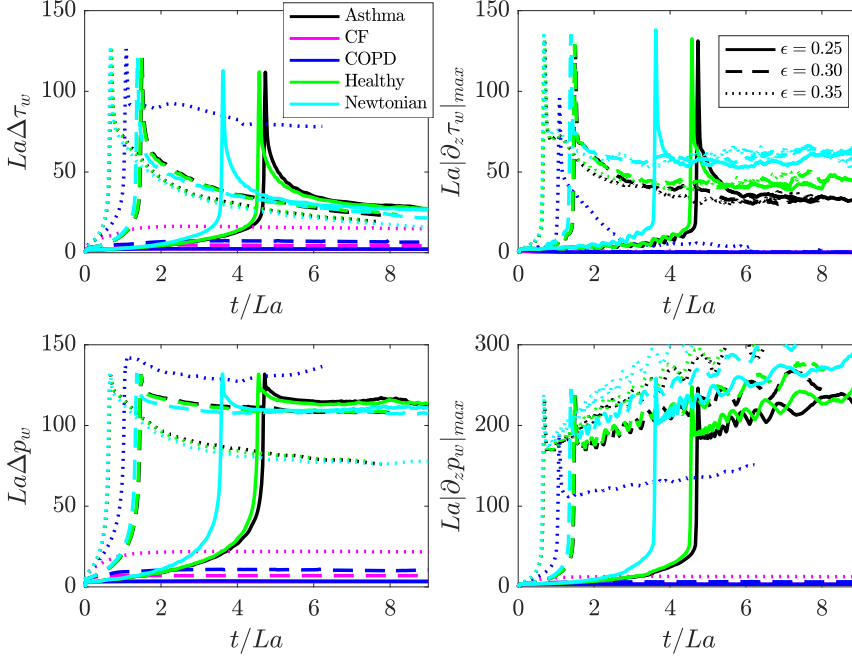 150
100
50
0
0
2
4
6
8
t/La
LaΔτ_w
Asthma
CF
COPD
Healthy
Newtonian
150
100
50
0
0
2
4
6
8
t/La
La|∂_zτ_w|_max
ϵ = 0.25
ϵ = 0.30
ϵ = 0.35
150
100
50
0
0
2
4
6
8
t/La
LaΔp_w
300
200
100
0
0
2
4
6
8
t/La
La|∂_zp_w|_max